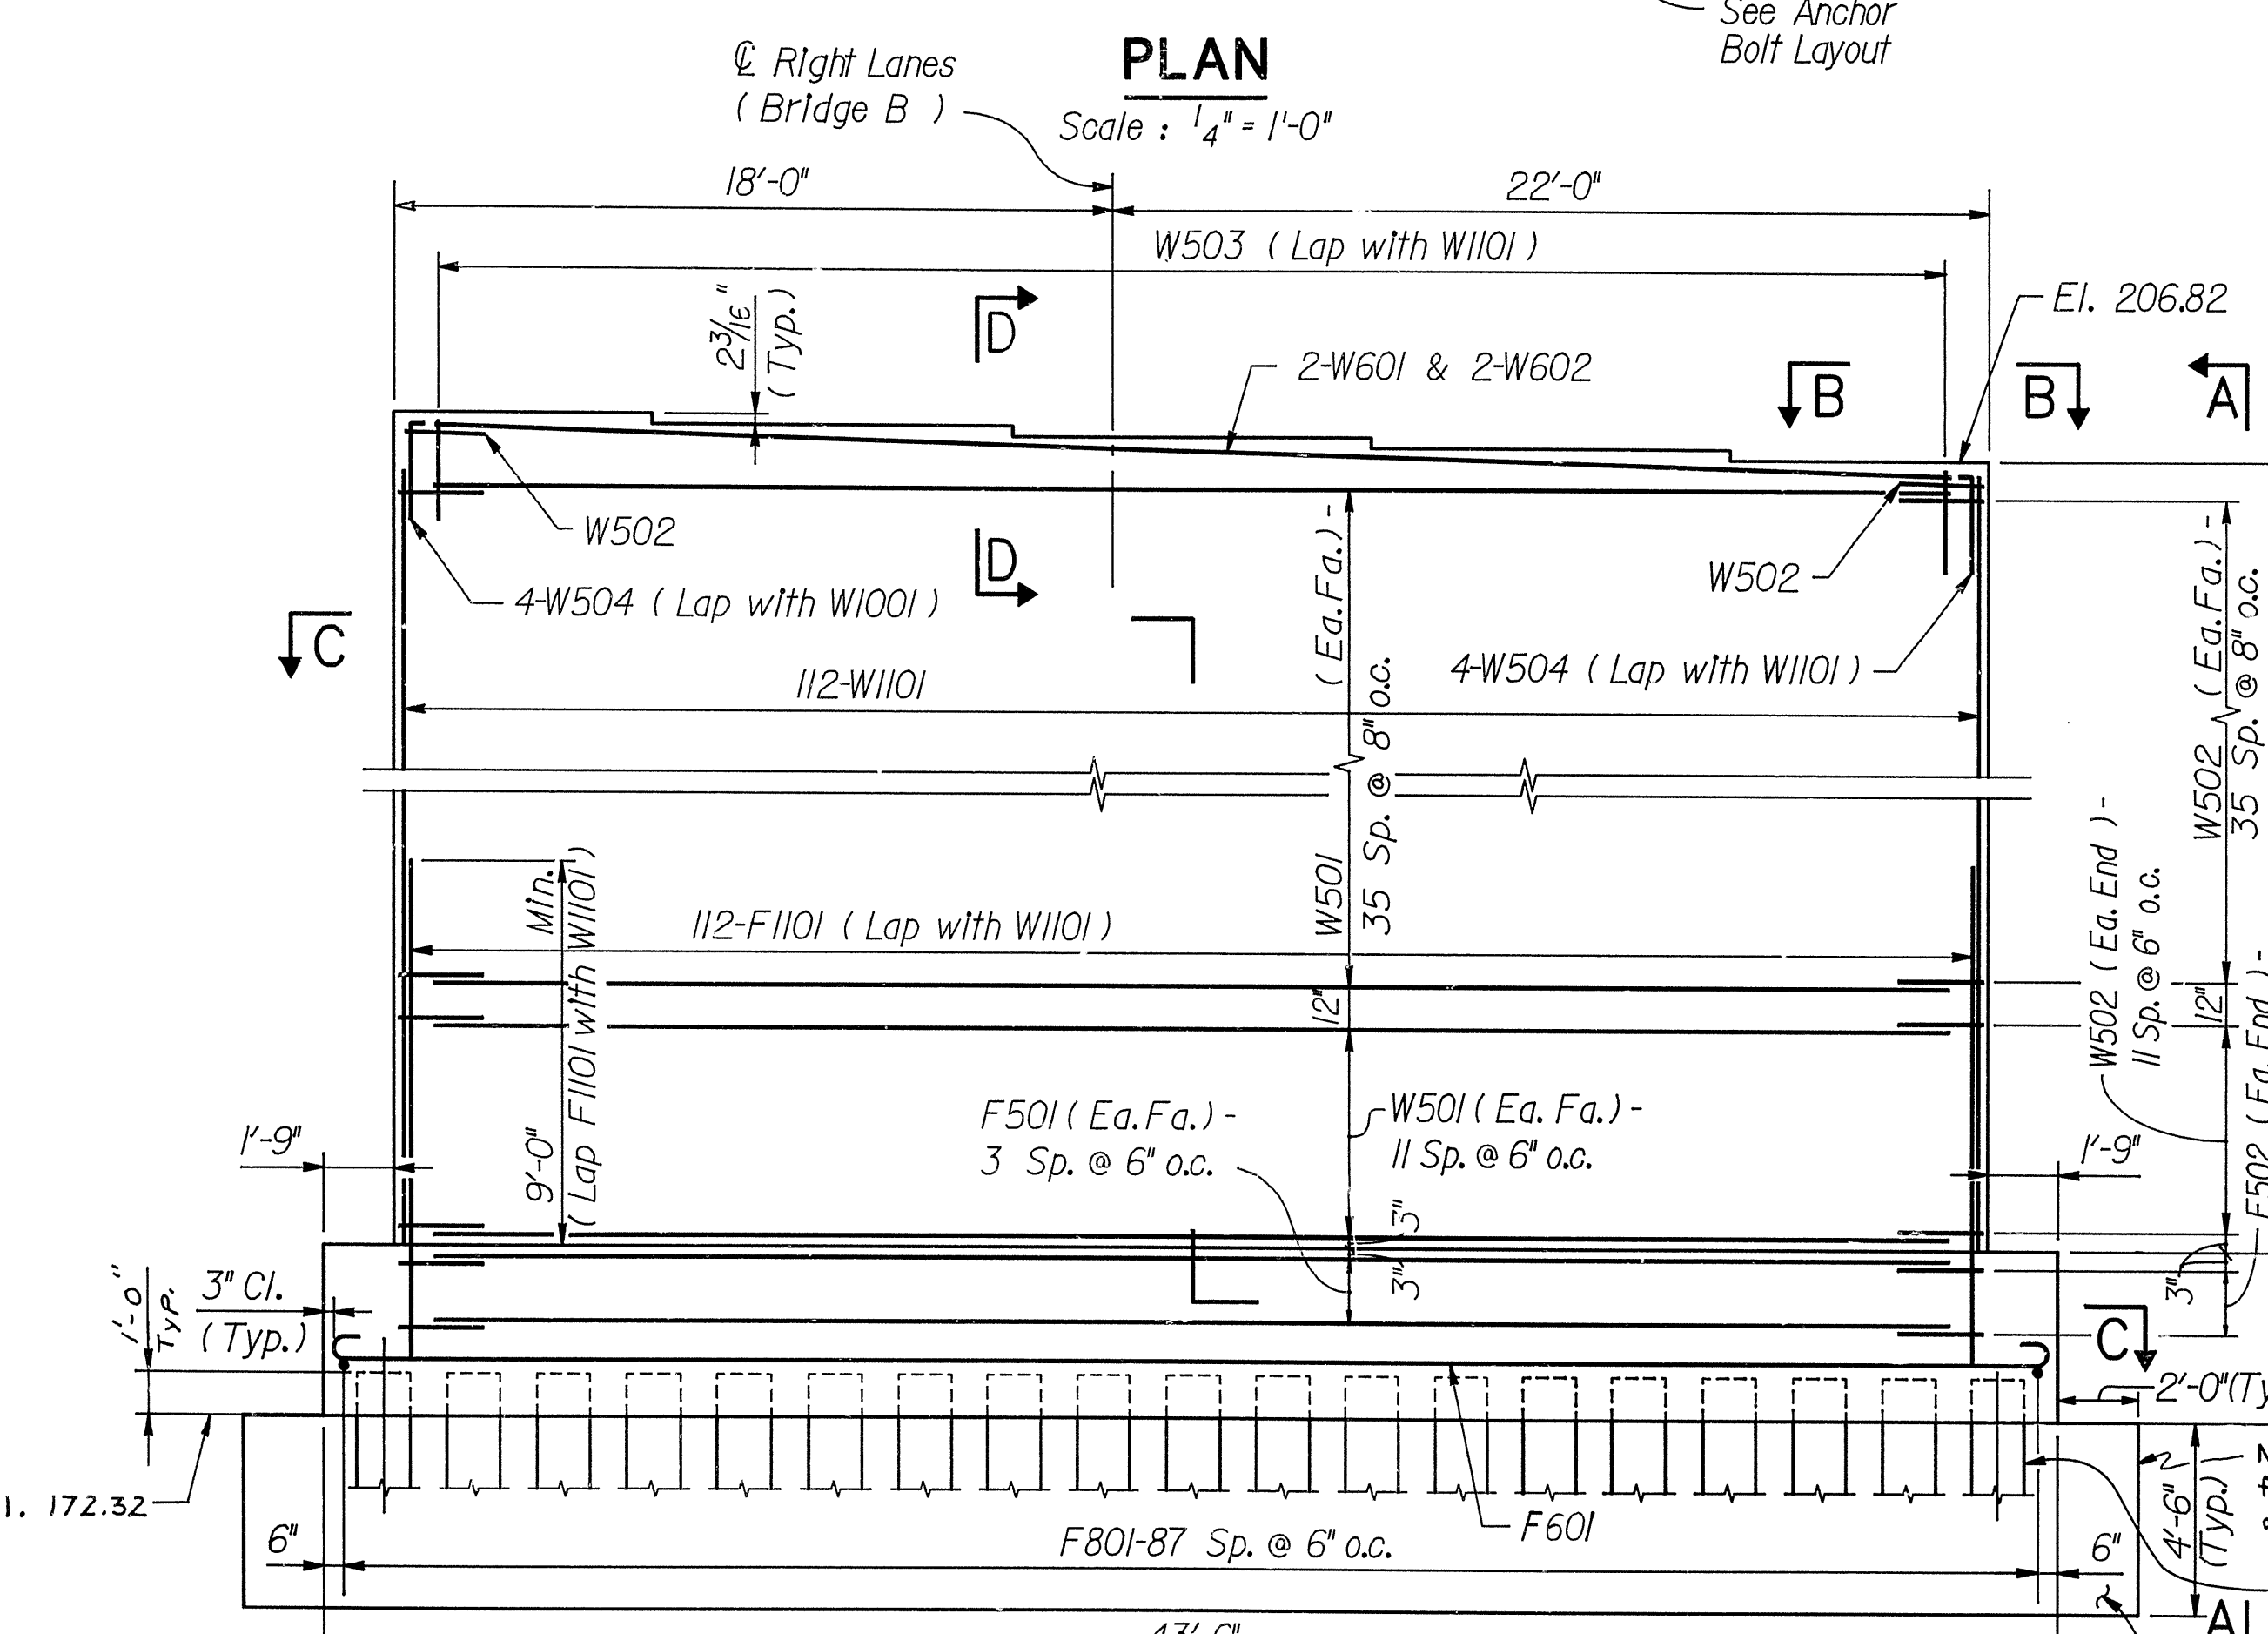 See Anchor
Bolt Layout
℄ Right Lanes
( Bridge B )
PLAN
Scale : 1/4" = 1'-0"
18'-0"
22'-0"
W503 ( Lap with W1101 )
El. 206.82
2 3/16"
( Typ.)
D
2-W601 & 2-W602
B
B
A
W502
D
W502
4-W504 ( Lap with W1001 )
C
4-W504 ( Lap with W1101 )
112-W1101
W501 ( Ea.Fa.) -
35 Sp. @ 8" o.c.
W502 ( Ea.Fa.) -
35 Sp. @ 8" o.c.
W502 ( Ea. End ) -
11 Sp. @ 6" o.c.
9'-0" Min.
( Lap F1101 with W1101 )
112-F1101 ( Lap with W1101 )
12"
12"
F502 ( Ea. End ) -
F501 ( Ea. Fa.) -
3 Sp. @ 6" o.c.
W501 ( Ea. Fa. ) -
11 Sp. @ 6" o.c.
1'-9"
1'-9"
3"
3"
3"
1'-0"
Typ.
3" Cl.
( Typ.)
C
2'-0"
1. 172.32
F601
4'-6"
(Typ.)
6"
F801-87 Sp. @ 6" o.c.
6"
A